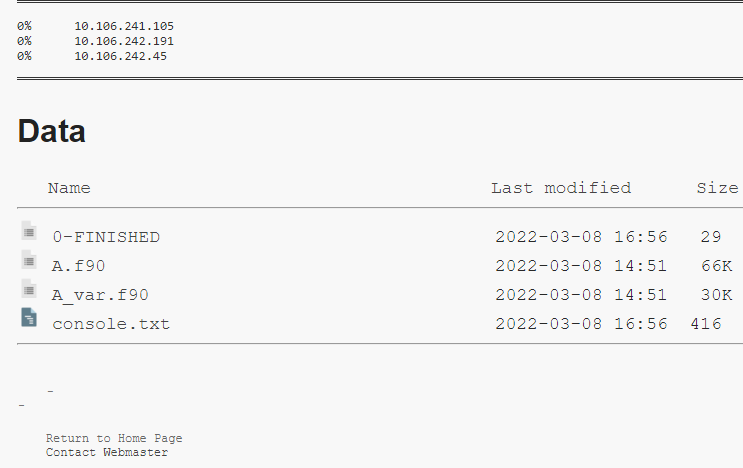 0% 10.106.241.105
0% 10.106.242.191
0% 10.106.242.45
Data
Name Last modified Size
0-FINISHED 2022-03-08 16:56 29
A.f90 2022-03-08 14:51 66K
A_var.f90 2022-03-08 14:51 30K
console.txt 2022-03-08 16:56 416
-
-
Return to Home Page
Contact Webmaster